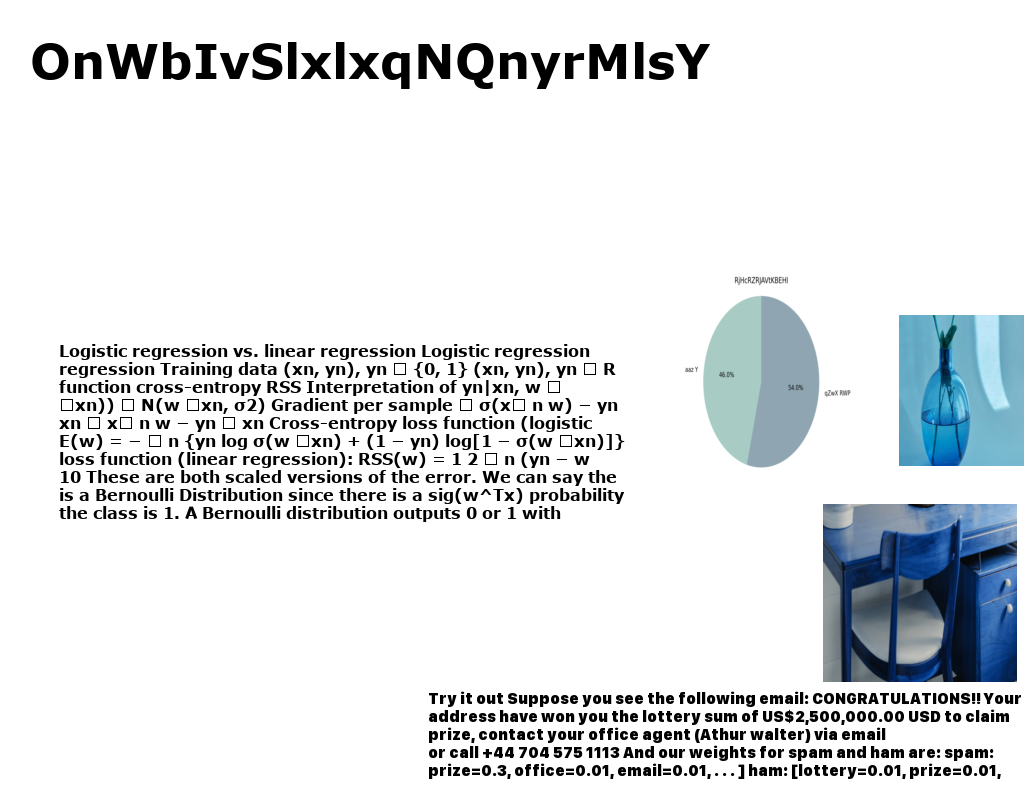 OnWbIvSlxlxqNQnyrMlsY
RjHcRZRjAVtKBEHl
aaz Y
46.0%
54.0%
qZwX RWP
Logistic regression vs. linear regression Logistic regression
regression Training data (xn, yn), yn □ {0, 1} (xn, yn), yn □ R
function cross-entropy RSS Interpretation of yn|xn, w □
□xn)) □ N(w □xn, σ2) Gradient per sample □ σ(x□ n w) − yn
xn □ x□ n w − yn □ xn Cross-entropy loss function (logistic
E(w) = − □ n {yn log σ(w □xn) + (1 − yn) log[1 − σ(w □xn)]}
loss function (linear regression): RSS(w) = 1 2 □ n (yn − w
10 These are both scaled versions of the error. We can say the
is a Bernoulli Distribution since there is a sig(w^Tx) probability
the class is 1. A Bernoulli distribution outputs 0 or 1 with
Try it out Suppose you see the following email: CONGRATULATIONS!! Your
address have won you the lottery sum of US$2,500,000.00 USD to claim
prize, contact your office agent (Athur walter) via email
or call +44 704 575 1113 And our weights for spam and ham are: spam:
prize=0.3, office=0.01, email=0.01, . . . ] ham: [lottery=0.01, prize=0.01,